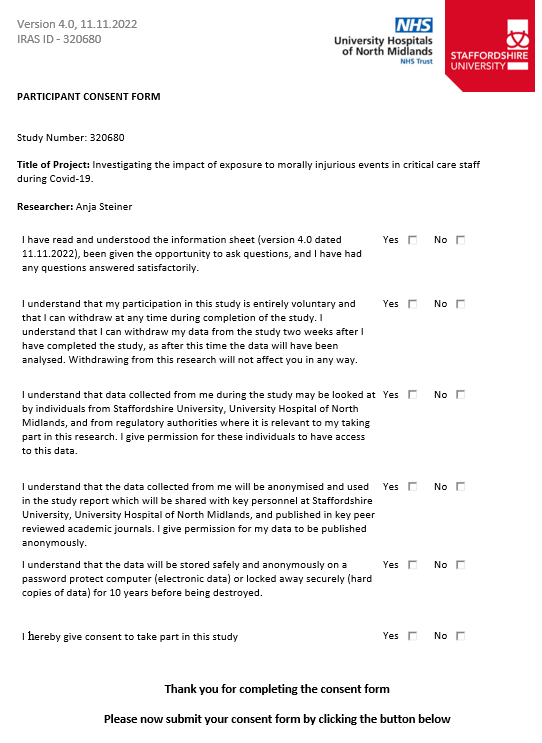 Version 4.0, 11.11.2022
IRAS ID - 320680
NHS
University Hospitals
of North Midlands
NHS Trust
STAFFORDSHIRE
UNIVERSITY
PARTICIPANT CONSENT FORM
Study Number: 320680
Title of Project: Investigating the impact of exposure to morally injurious events in critical care staff
during Covid-19.
Researcher: Anja Steiner
I have read and understood the information sheet (version 4.0 dated Yes No
11.11.2022), been given the opportunity to ask questions, and I have had
any questions answered satisfactorily.
I understand that my participation in this study is entirely voluntary and Yes No
that I can withdraw at any time during completion of the study. I
understand that I can withdraw my data from the study two weeks after I
have completed the study, as after this time the data will have been
analysed. Withdrawing from this research will not affect you in any way.
I understand that data collected from me during the study may be looked at Yes No
by individuals from Staffordshire University, University Hospital of North
Midlands, and from regulatory authorities where it is relevant to my taking
part in this research. I give permission for these individuals to have access
to this data.
I understand that the data collected from me will be anonymised and used Yes No
in the study report which will be shared with key personnel at Staffordshire
University, University Hospital of North Midlands, and published in key peer
reviewed academic journals. I give permission for my data to be published
anonymously.
I understand that the data will be stored safely and anonymously on a Yes No
password protect computer (electronic data) or locked away securely (hard
copies of data) for 10 years before being destroyed.
I hereby give consent to take part in this study Yes No
Thank you for completing the consent form
Please now submit your consent form by clicking the button below